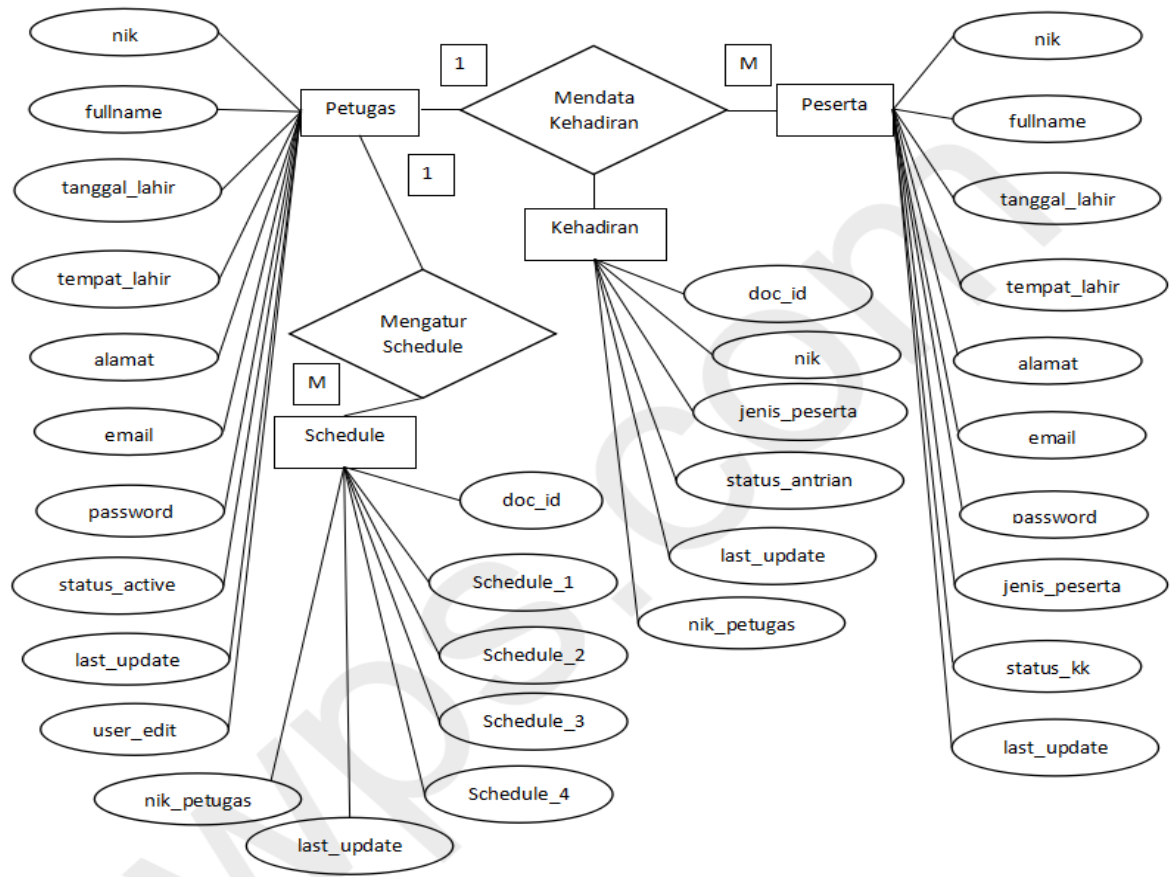 nik
fullname
tanggal_lahir
tempat_lahir
alamat
email
password
status_active
last_update
user_edit
Petugas
1
Mendata
Kehadiran
M
Peserta
1
Mengatur
Schedule
M
Schedule
doc_id
Schedule_1
Schedule_2
Schedule_3
Schedule_4
last_update
nik_petugas
Kehadiran
doc_id
nik
jenis_peserta
status_antrian
last_update
nik_petugas
nik
fullname
tanggal_lahir
tempat_lahir
alamat
email
password
jenis_peserta
status_kk
last_update
wps.com